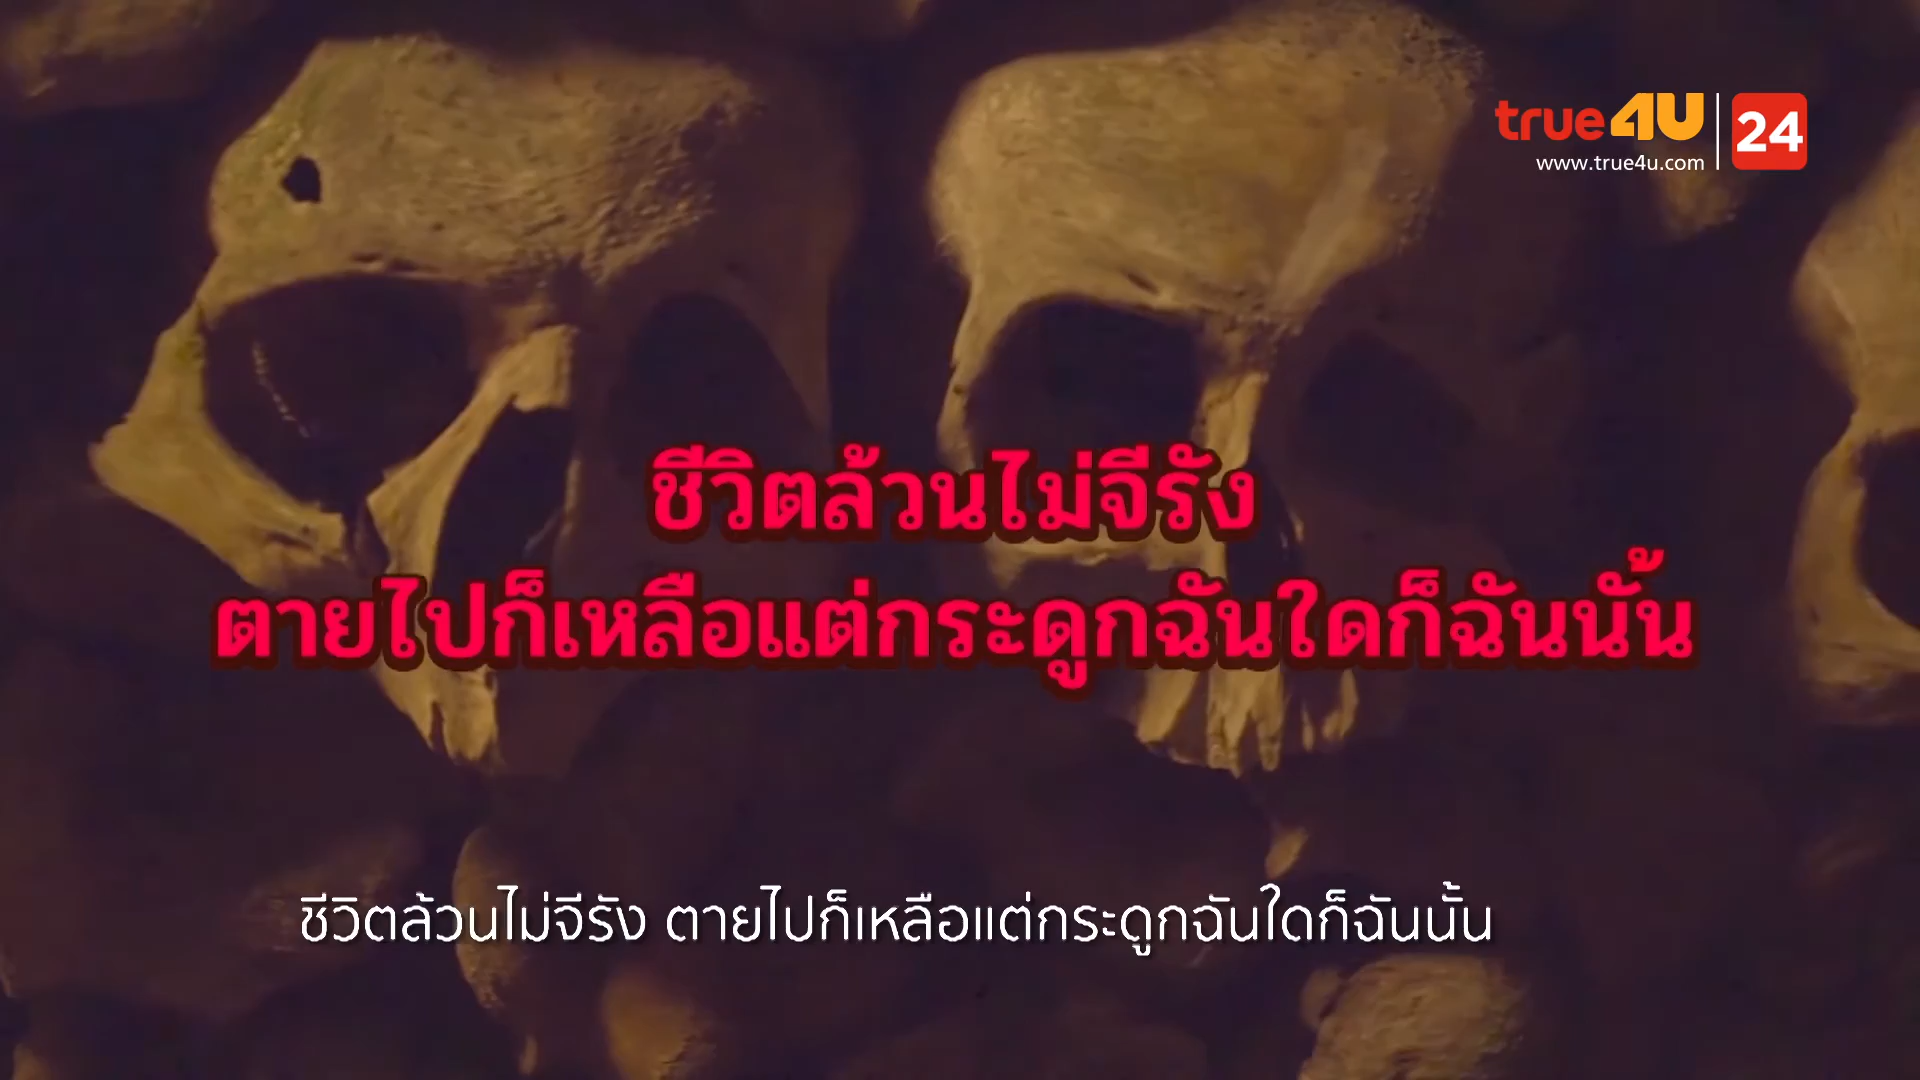 true4U 24
www.true4u.com
ชีวิตล้วนไม่จีรัง
ตายไปก็เหลือแต่กระดูกฉันใดก็ฉันนั้น
ชีวิตล้วนไม่จีรัง ตายไปก็เหลือแต่กระดูกฉันใดก็ฉันนั้น